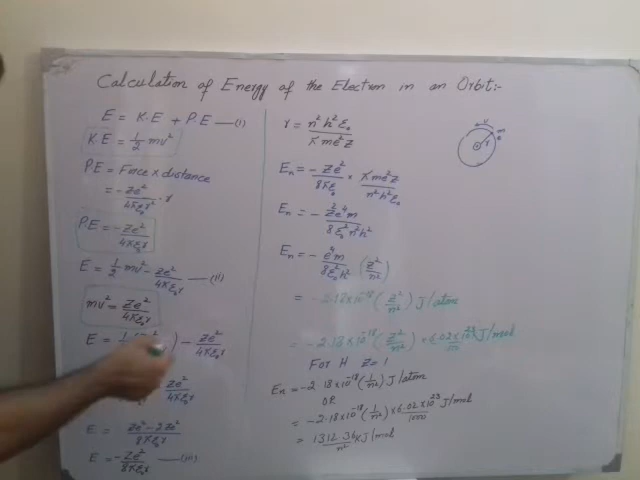 Calculation of Energy of the Electron in an Orbit:-
E = K.E + P.E —(i)
K.E = 1/2 mv²
P.E = Force × distance
= -Ze²/4πε₀r² . r
P.E = -Ze²/4πε₀r
E = 1/2 mv² - Ze²/4πε₀r —(ii)
mv² = Ze²/4πε₀r
E = 1/2 ) - Ze²/4πε₀r
Ze²/4πε₀r
E = Ze² - 2Ze²/8πε₀r
E = -Ze²/8πε₀r —(iii)
r = n²h²ε₀/πme²Z
Eₙ = - Ze²/8πε₀ × πme²Z/n²h²ε₀
Eₙ = - Z²e⁴m/8ε₀²n²h²
Eₙ = - e⁴m/8ε₀²h² (Z²/n²)
= -2.18×10⁻¹⁸ (Z²/n²) J/atom
= -2.18×10⁻¹⁸ (Z²/n²) × 6.02×10²³/1000 J/mol
For H Z = 1
Eₙ = -2.18×10⁻¹⁸ (1/n²) J/atom
OR
= -2.18×10⁻¹⁸ (1/n²) × 6.02×10²³/1000 J/mol
= 1312.36/n² KJ/mol